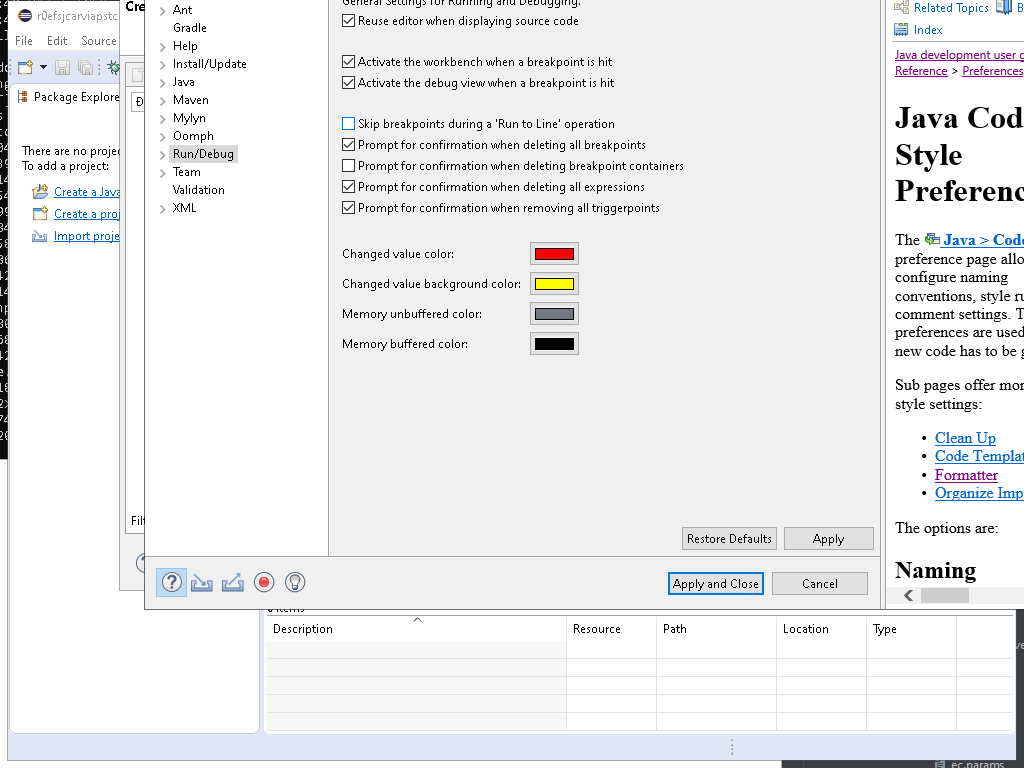 r0efsjcarviapstc
File Edit Source
Package Explore
There are no projec
To add a project:
Create a Java
Create a proj
Import proje
Cre
Filt
Ant
Gradle
Help
Install/Update
Java
Maven
Mylyn
Oomph
Run/Debug
Team
Validation
XML
General Settings for Running and Debugging.
Reuse editor when displaying source code
Activate the workbench when a breakpoint is hit
Activate the debug view when a breakpoint is hit
Skip breakpoints during a 'Run to Line' operation
Prompt for confirmation when deleting all breakpoints
Prompt for confirmation when deleting breakpoint containers
Prompt for confirmation when deleting all expressions
Prompt for confirmation when removing all triggerpoints
Changed value color:
Changed value background color:
Memory unbuffered color:
Memory buffered color:
Restore Defaults Apply
Apply and Close Cancel
Related Topics B
Index
Java development user g
Reference > Preferences
Java Cod
Style
Preferenc
The Java > Code
preference page allo
configure naming
conventions, style ru
comment settings. T
preferences are used
new code has to be g
Sub pages offer mor
style settings:
• Clean Up
• Code Templat
• Formatter
• Organize Imp
The options are:
Naming
Description Resource Path Location Type
ec.params